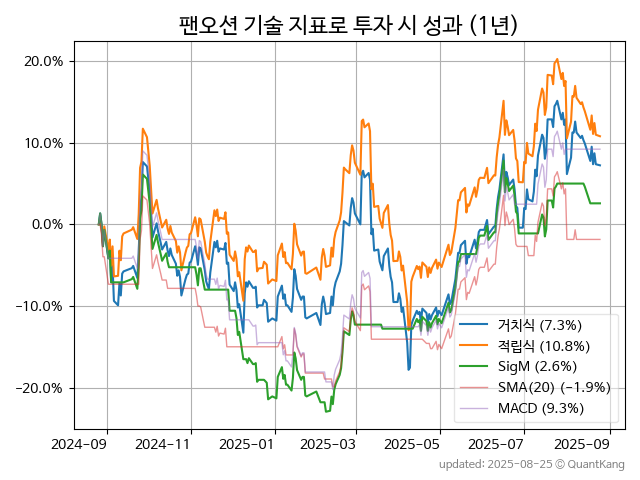 팬오션 기술 지표로 투자 시 성과 (1년)
20.0%
10.0%
0.0%
−10.0%
−20.0%
거치식 (7.3%)
적립식 (10.8%)
SigM (2.6%)
SMA(20) (−1.9%)
MACD (9.3%)
2024-09 2024-11 2025-01 2025-03 2025-05 2025-07 2025-09
updated: 2025-08-25 © QuantKang